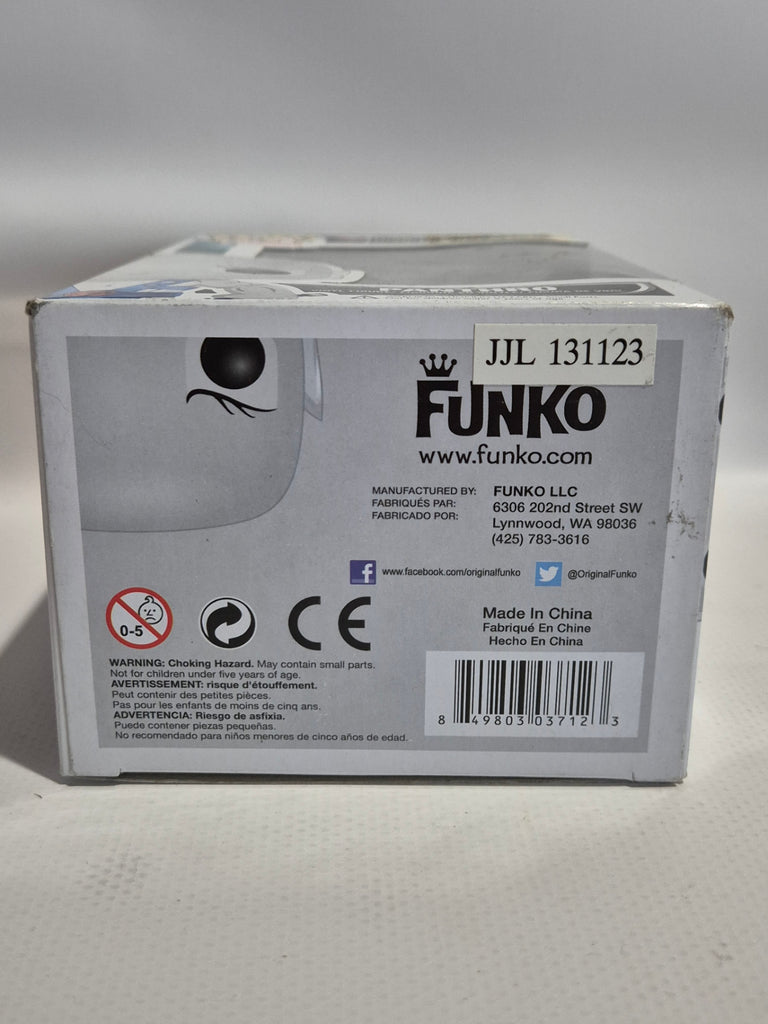 JJL 131123
FUNKO
www.funko.com
MANUFACTURED BY: FUNKO LLC
FABRIQUÉS PAR: 6306 202nd Street SW
FABRICADO POR: Lynnwood, WA 98036
(425) 783-3616
f www.facebook.com/originalfunko @OriginalFunko
0-5
CE
Made In China
Fabriqué En Chine
Hecho En China
WARNING: Choking Hazard. May contain small parts.
Not for children under five years of age.
AVERTISSEMENT: risque d'étouffement.
Peut contenir des petites pièces.
Pas pour les enfants de moins de cinq ans.
ADVERTENCIA: Riesgo de asfixia.
Puede contener piezas pequeñas.
No recomendado para niños menores de cinco años de edad.
8 49803 03712 3